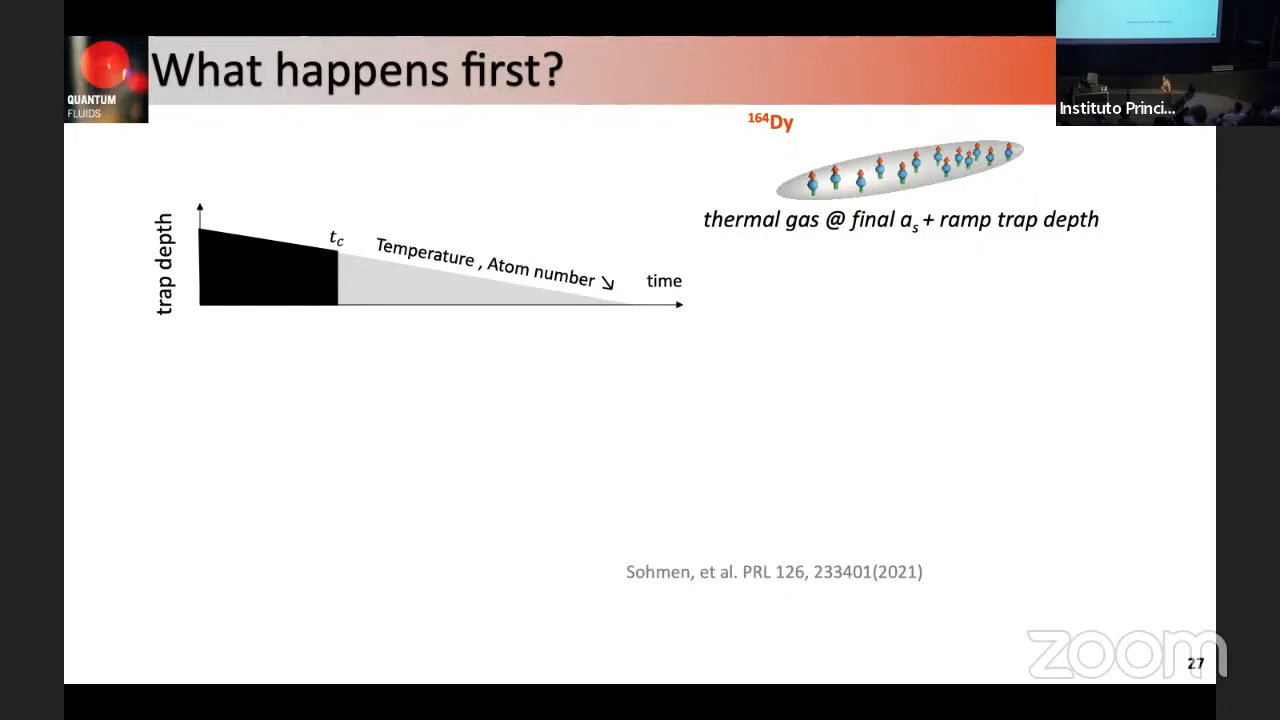 QUANTUM
FLUIDS
What happens first?
Instituto Princi...
¹⁶⁴Dy
thermal gas @ final aₛ + ramp trap depth
trap depth
t_c
Temperature , Atom number ↘
time
Sohmen, et al. PRL 126, 233401(2021)
zoom
27